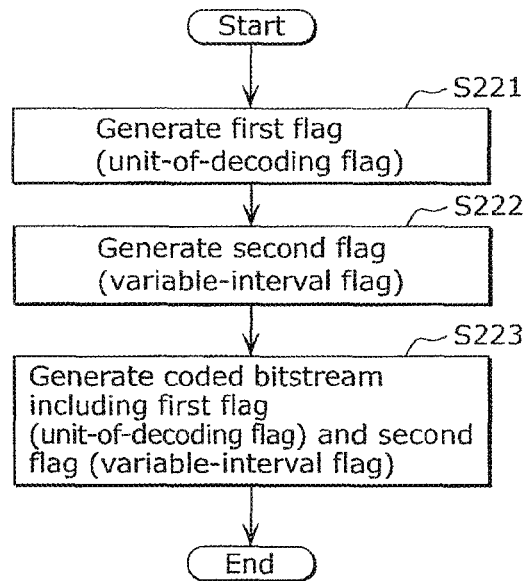 Start
S221
Generate first flag
(unit-of-decoding flag)
S222
Generate second flag
(variable-interval flag)
S223
Generate coded bitstream
including first flag
(unit-of-decoding flag) and second
flag (variable-interval flag)
End